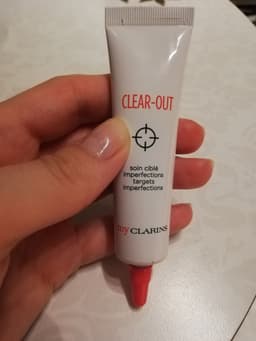 CLEAR-OUT
soin ciblé
imperfections
targets
imperfections
my CLARINS